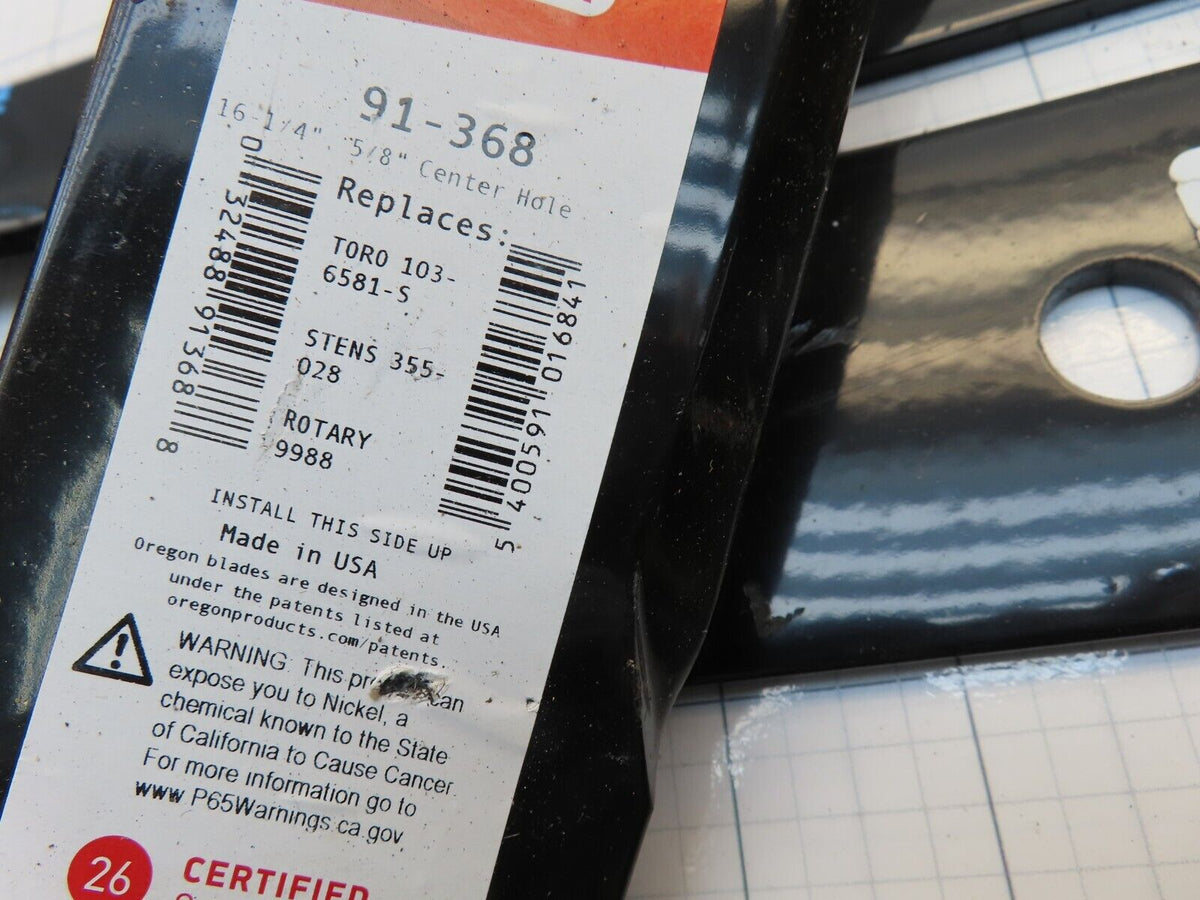 91-368
16-1/4" 5/8" Center Hole
Replaces:
TORO 103-
6581-S
STENS 355-
028
ROTARY
9988
0 32488 91368 8
5 400591 016841
INSTALL THIS SIDE UP
Made in USA
Oregon blades are designed in the USA
under the patents listed at
oregonproducts.com/patents.
WARNING: This can
expose you to Nickel, a
chemical known to the State
of California to Cause Cancer.
For more information go to
www.P65Warnings.ca.gov
26
CERTIFIED